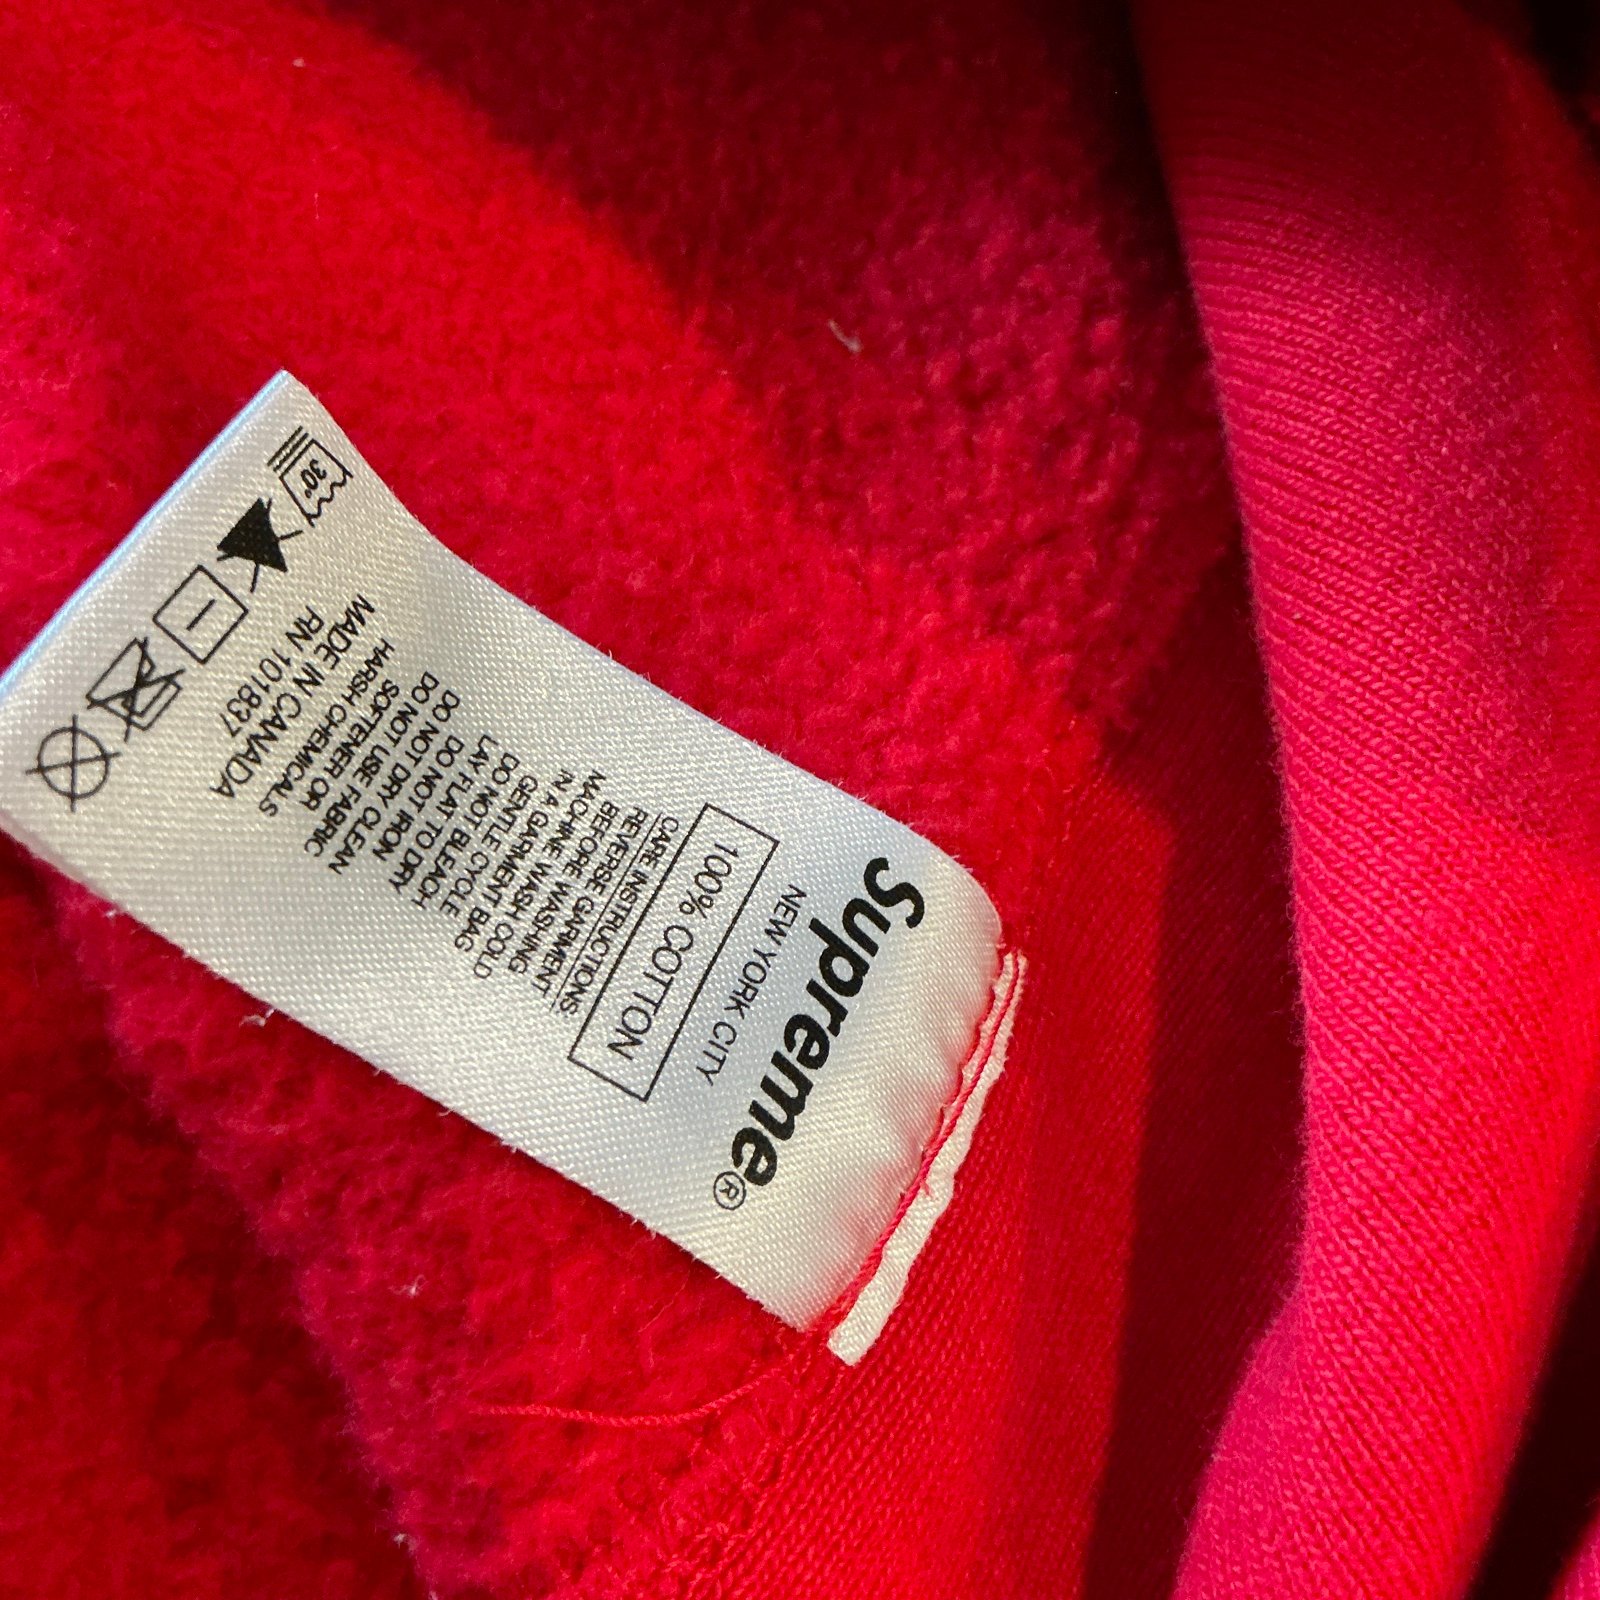 Supreme®
NEW YORK CITY
100% COTTON
CARE INSTRUCTIONS
REVERSE GARMENT
BEFORE WASHING
MACHINE WASH COLD
IN A GARMENT BAG
GENTLE CYCLE
DO NOT BLEACH
LAY FLAT TO DRY
DO NOT IRON
DO NOT DRY CLEAN
DO NOT USE FABRIC
SOFTENER OR
HARSH CHEMICALS
MADE IN CANADA
RN 101837
30°